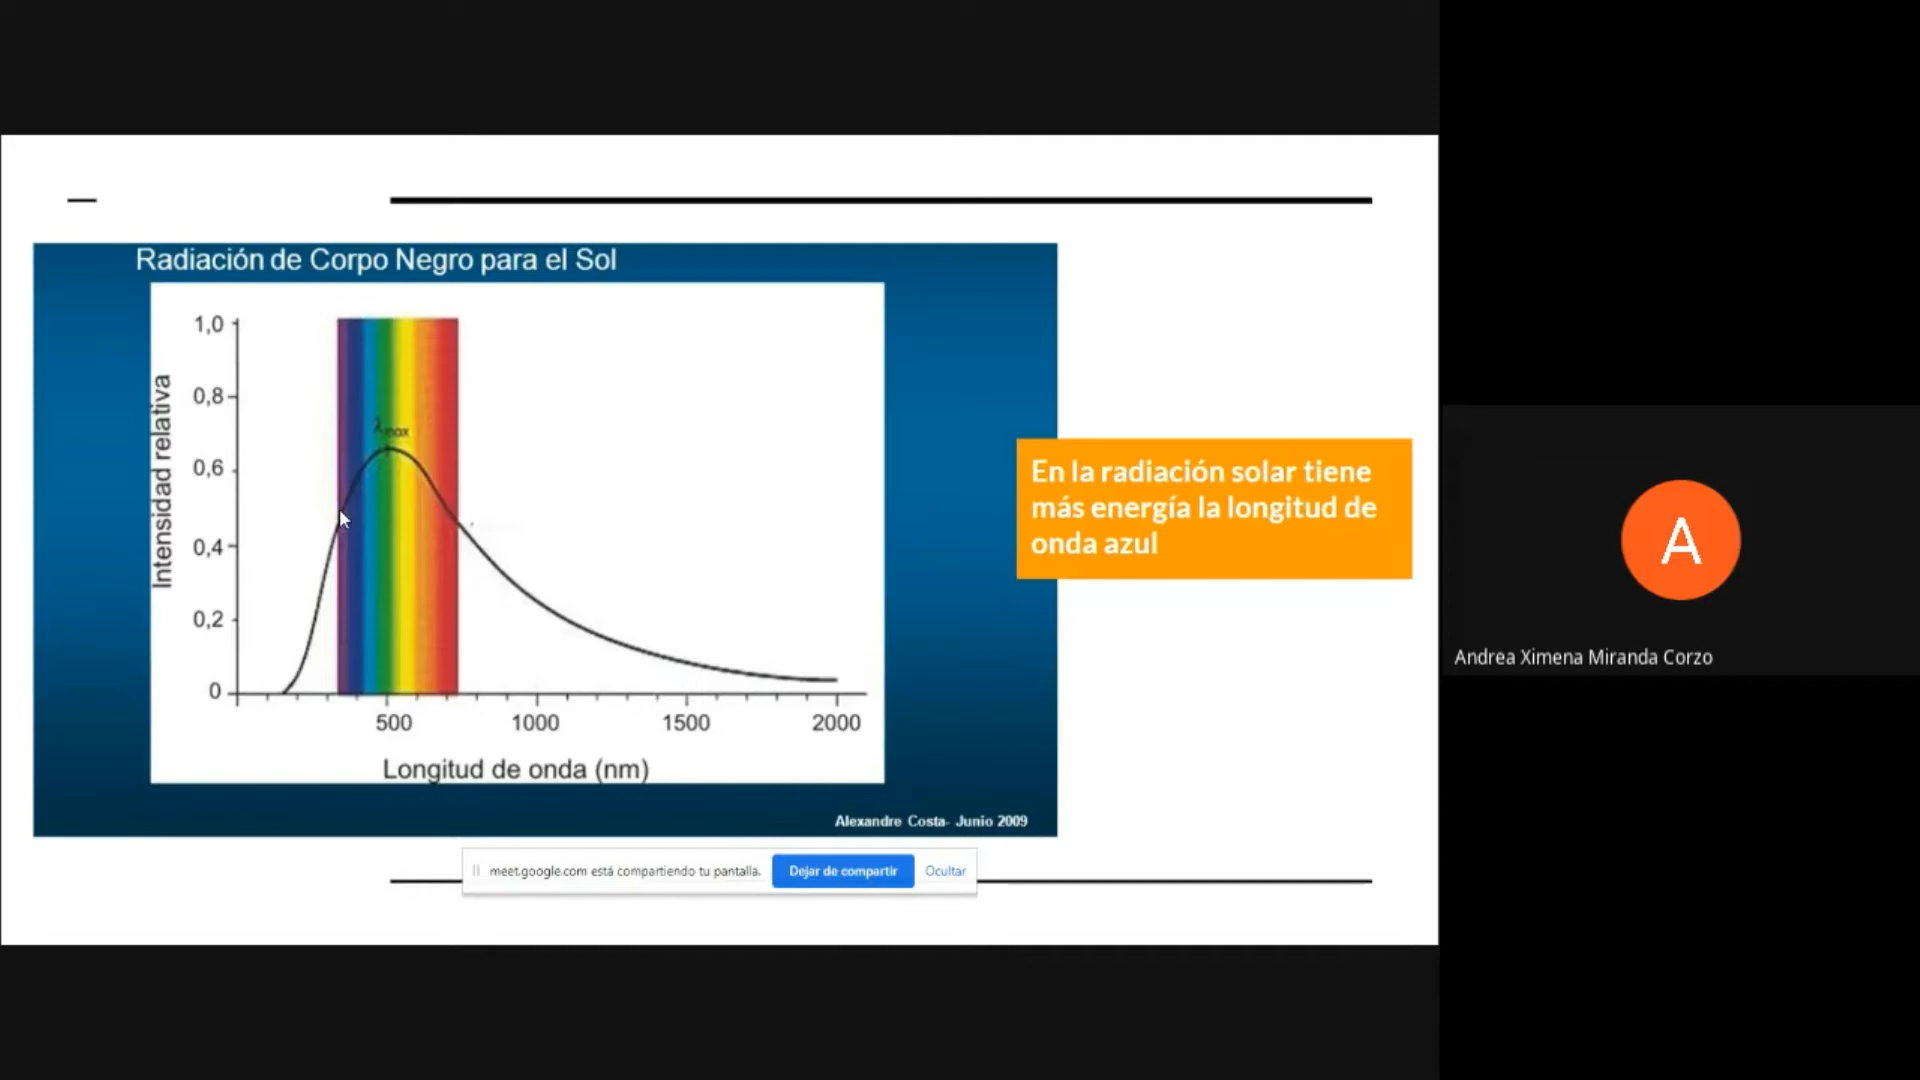 Radiación de Corpo Negro para el Sol
1,0
0,8
0,6
0,4
0,2
0
Intensidad relativa
λmax
500 1000 1500 2000
Longitud de onda (nm)
Alexandre Costa- Junio 2009
En la radiación solar tiene
más energía la longitud de
onda azul
meet.google.com está compartiendo tu pantalla. Dejar de compartir Ocultar
A
Andrea Ximena Miranda Corzo